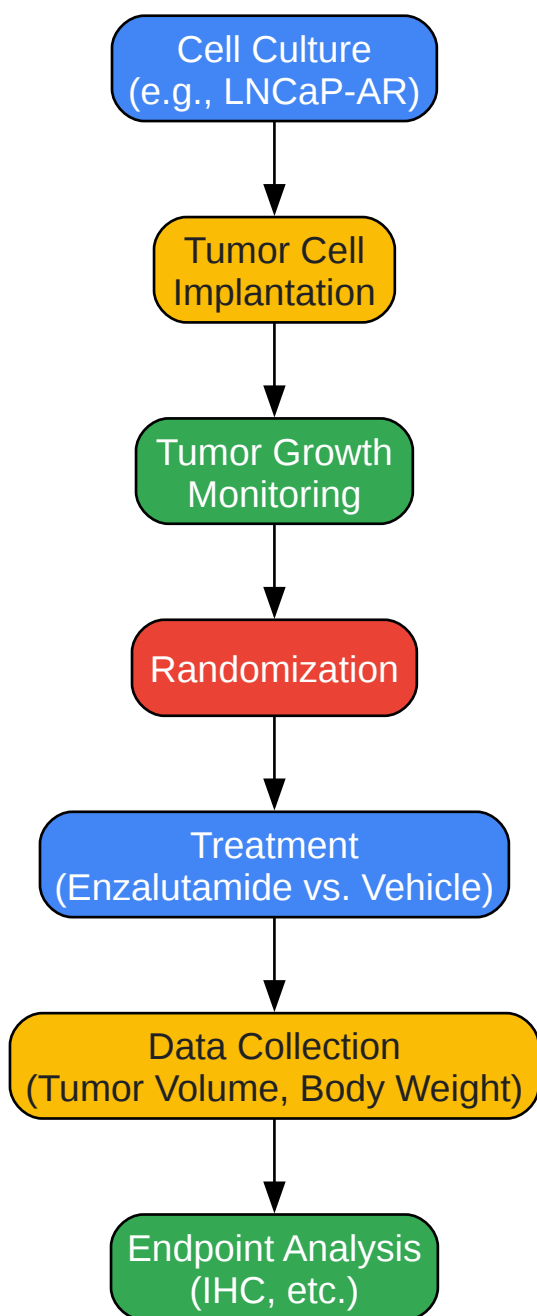 Cell Culture
(e.g., LNCaP-AR)
Tumor Cell
Implantation
Tumor Growth
Monitoring
Randomization
Treatment
(Enzalutamide vs. Vehicle)
Data Collection
(Tumor Volume, Body Weight)
Endpoint Analysis
(IHC, etc.)